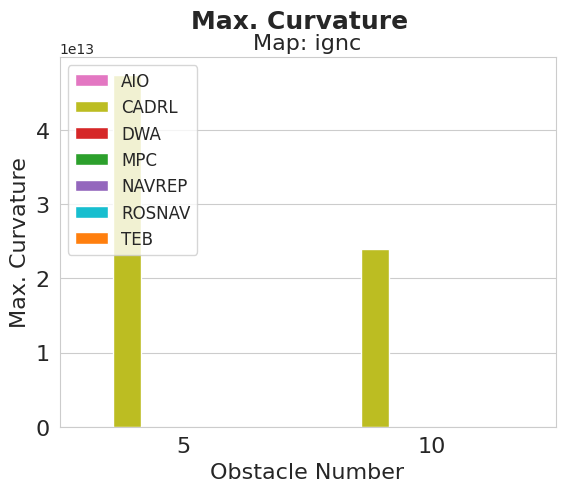 Max. Curvature
Map: ignc
1e13
AIO
CADRL
DWA
MPC
NAVREP
ROSNAV
TEB
4
3
2
1
0
Max. Curvature
5 10
Obstacle Number